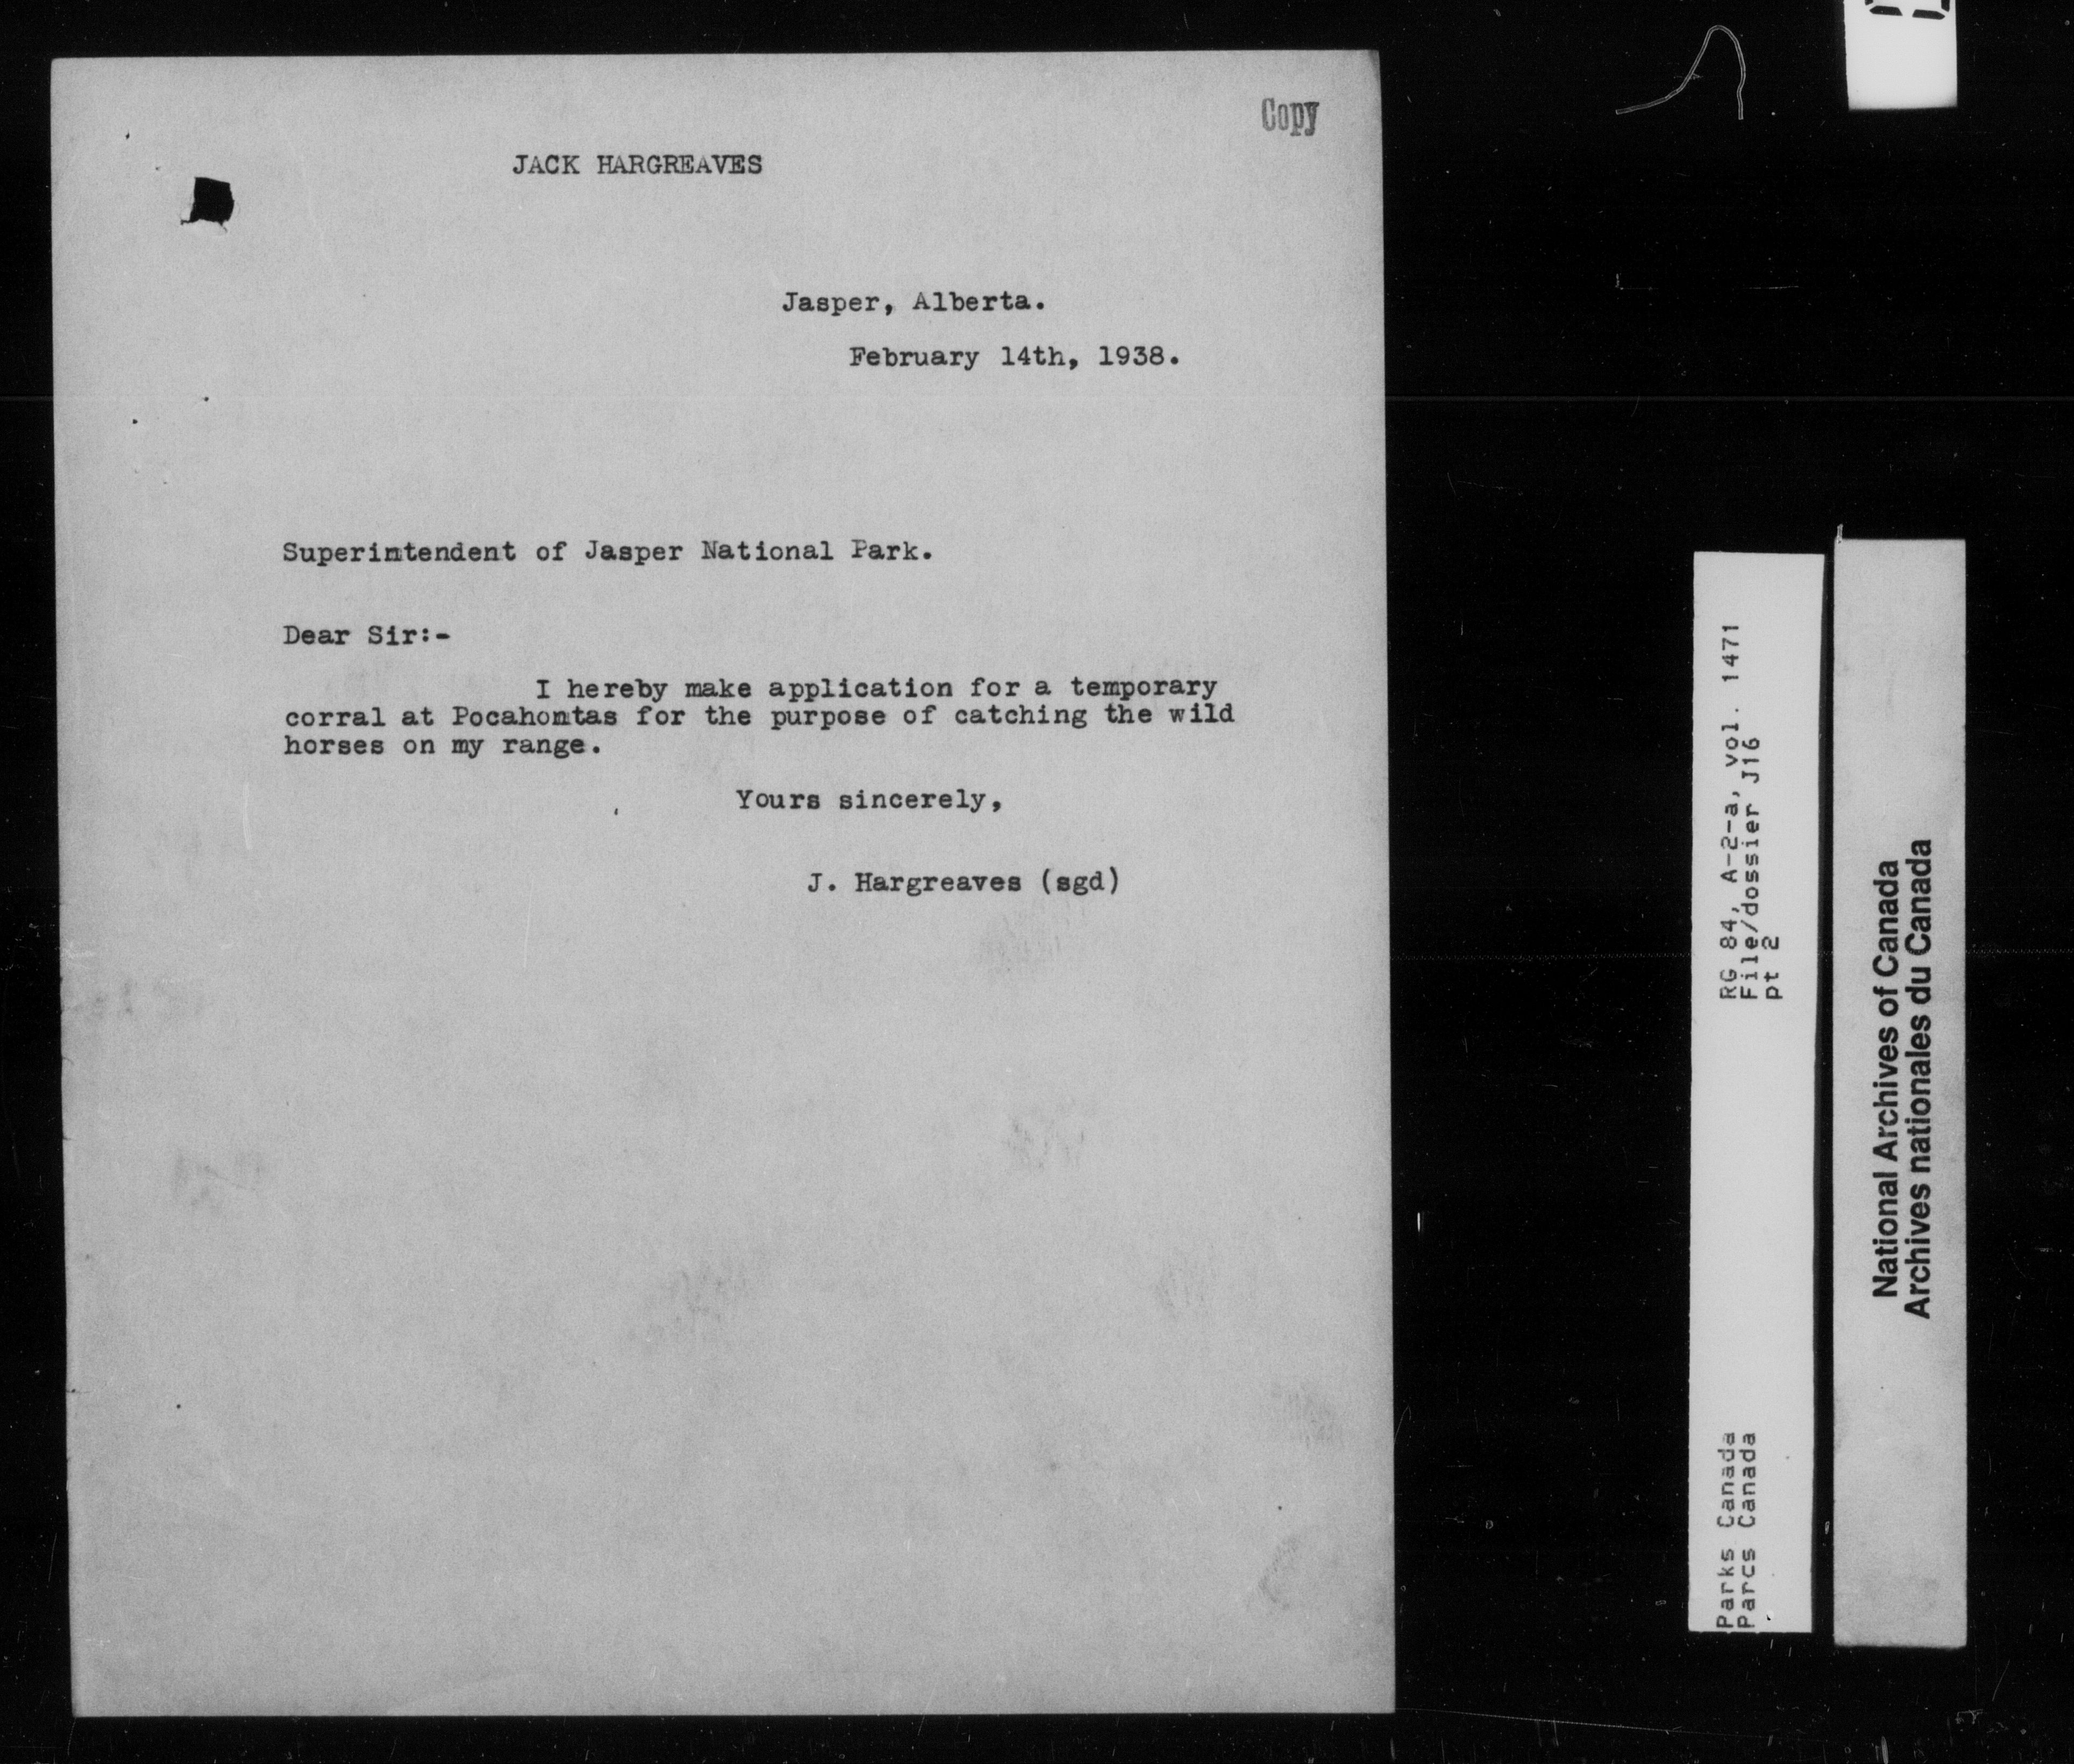 Copy
JACK HARGREAVES
Jasper, Alberta.
February 14th, 1938.
Superintendent of Jasper National Park.
Dear Sir:-
I hereby make application for a temporary
corral at Pocahontas for the purpose of catching the wild
horses on my range.
Yours sincerely,
J. Hargreaves (sgd)
RG 84, A-2-a, vol. 1471
File/dossier J16
pt 2
Parks Canada
Parcs Canada
National Archives of Canada
Archives nationales du Canada